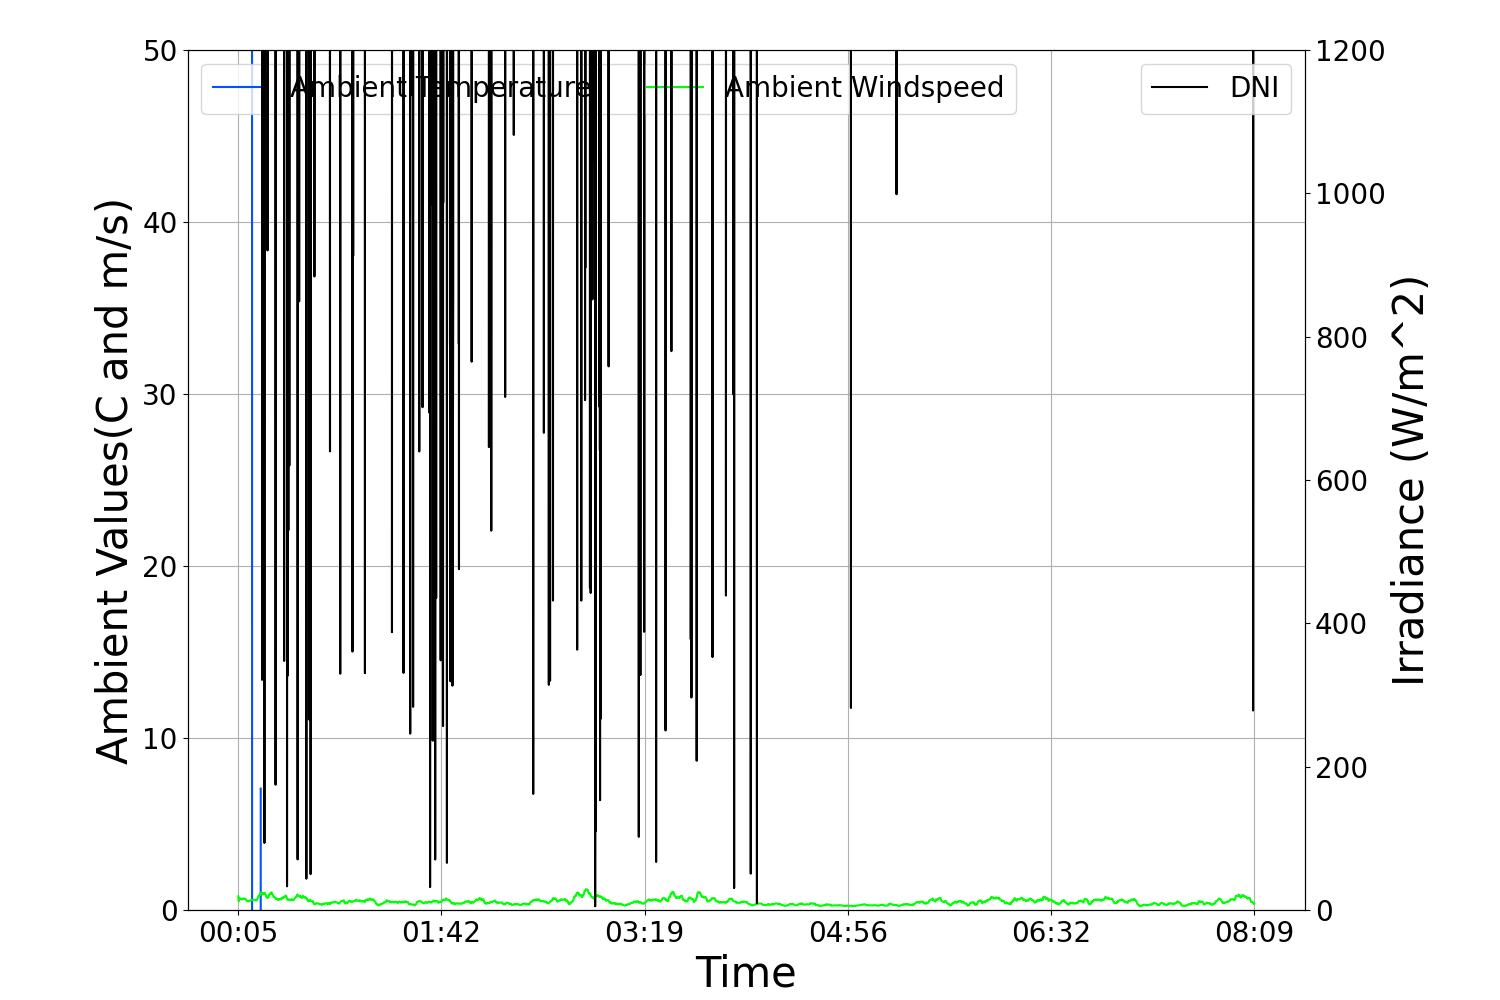 Ambient Temperature
Ambient Windspeed
DNI
50
40
30
20
10
0
Ambient Values(C and m/s)
1200
1000
800
600
400
200
0
Irradiance (W/m^2)
00:05 01:42 03:19 04:56 06:32 08:09
Time